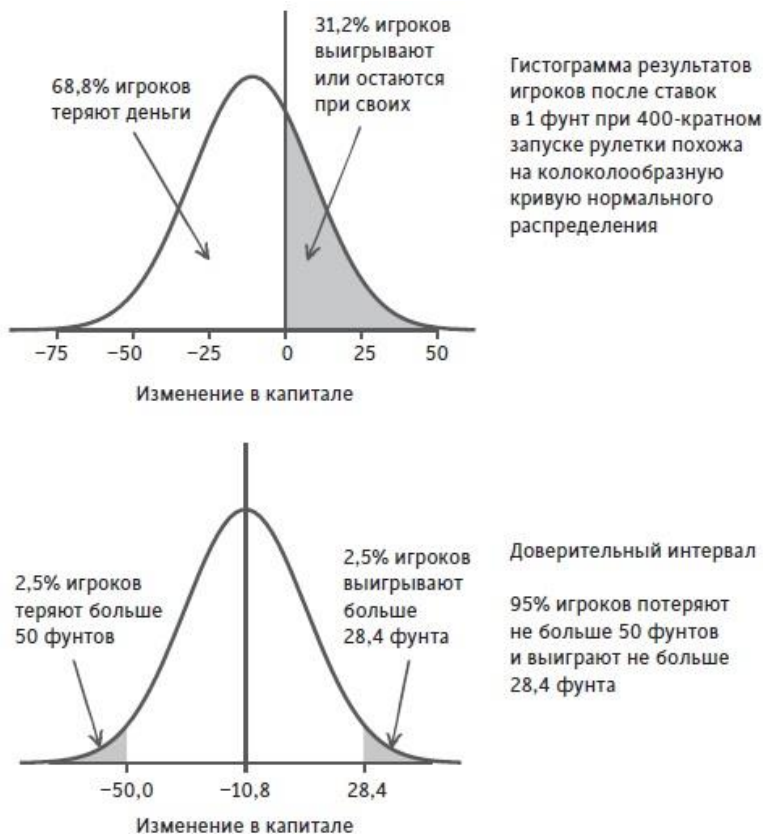 68,8% игроков
теряют деньги
31,2% игроков
выигрывают
или остаются
при своих
Гистограмма результатов
игроков после ставок
в 1 фунт при 400-кратном
запуске рулетки похожа
на колоколообразную
кривую нормального
распределения
−75 −50 −25 0 25 50
Изменение в капитале
2,5% игроков
теряют больше
50 фунтов
2,5% игроков
выигрывают
больше
28,4 фунта
Доверительный интервал
95% игроков потеряют
не больше 50 фунтов
и выиграют не больше
28,4 фунта
−50,0 −10,8 28,4
Изменение в капитале